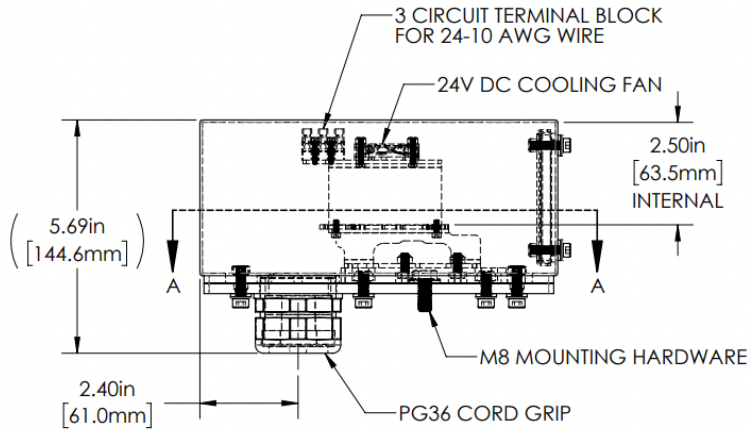 3 CIRCUIT TERMINAL BLOCK
FOR 24-10 AWG WIRE
24V DC COOLING FAN
2.50in
[63.5mm]
INTERNAL
(5.69in
[144.6mm])
A
A
M8 MOUNTING HARDWARE
2.40in
[61.0mm]
PG36 CORD GRIP